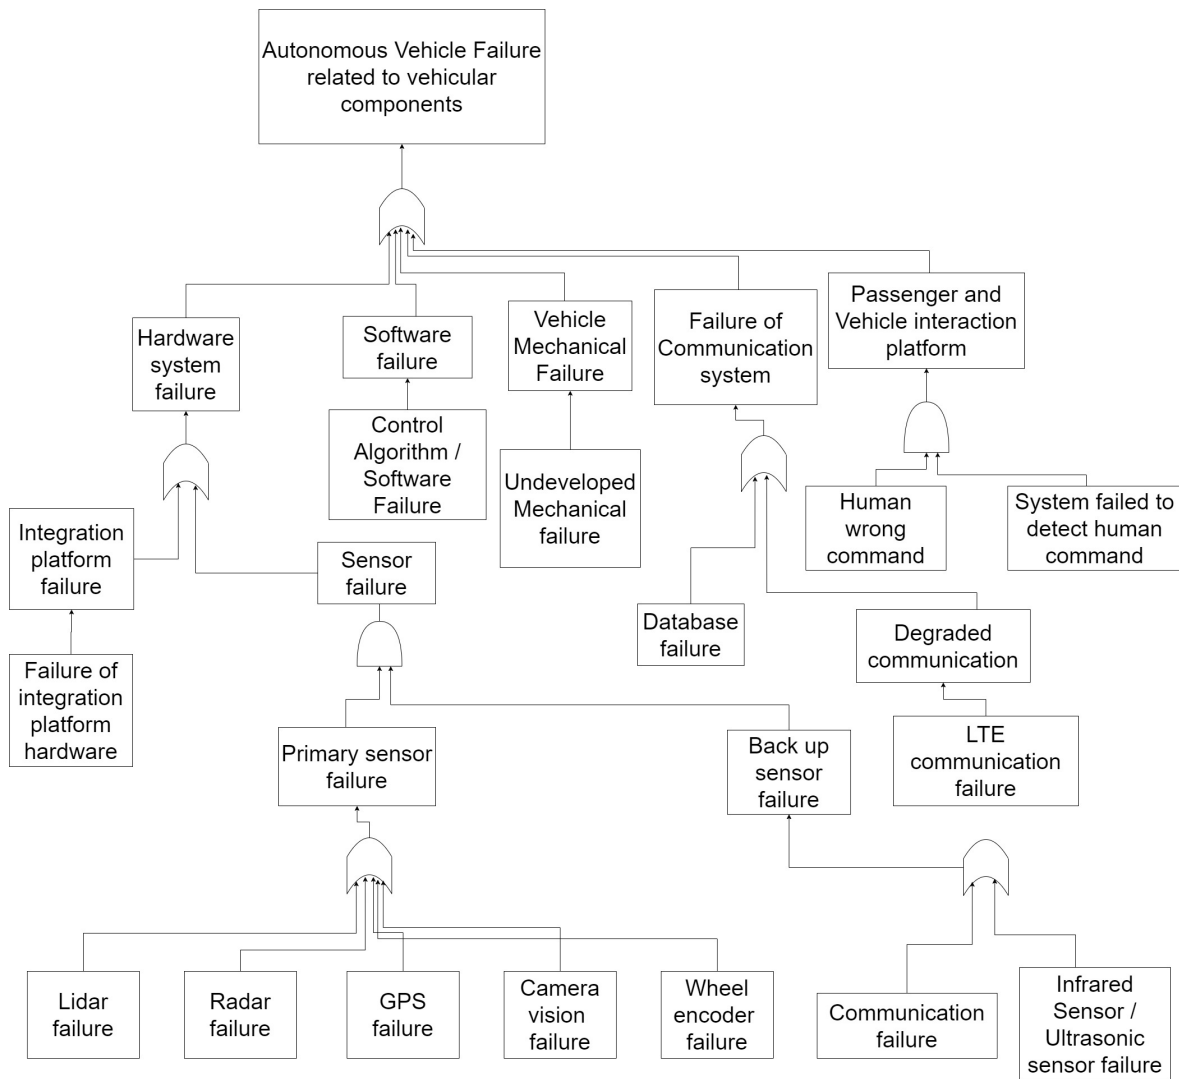 Autonomous Vehicle Failure
related to vehicular
components
Hardware
system
failure
Software
failure
Vehicle
Mechanical
Failure
Failure of
Communication
system
Passenger and
Vehicle interaction
platform
Control
Algorithm /
Software
Failure
Undeveloped
Mechanical
failure
Human
wrong
command
System failed to
detect human
command
Integration
platform
failure
Sensor
failure
Database
failure
Degraded
communication
Failure of
integration
platform
hardware
Primary sensor
failure
Back up
sensor
failure
LTE
communication
failure
Lidar
failure
Radar
failure
GPS
failure
Camera
vision
failure
Wheel
encoder
failure
Communication
failure
Infrared
Sensor /
Ultrasonic
sensor failure